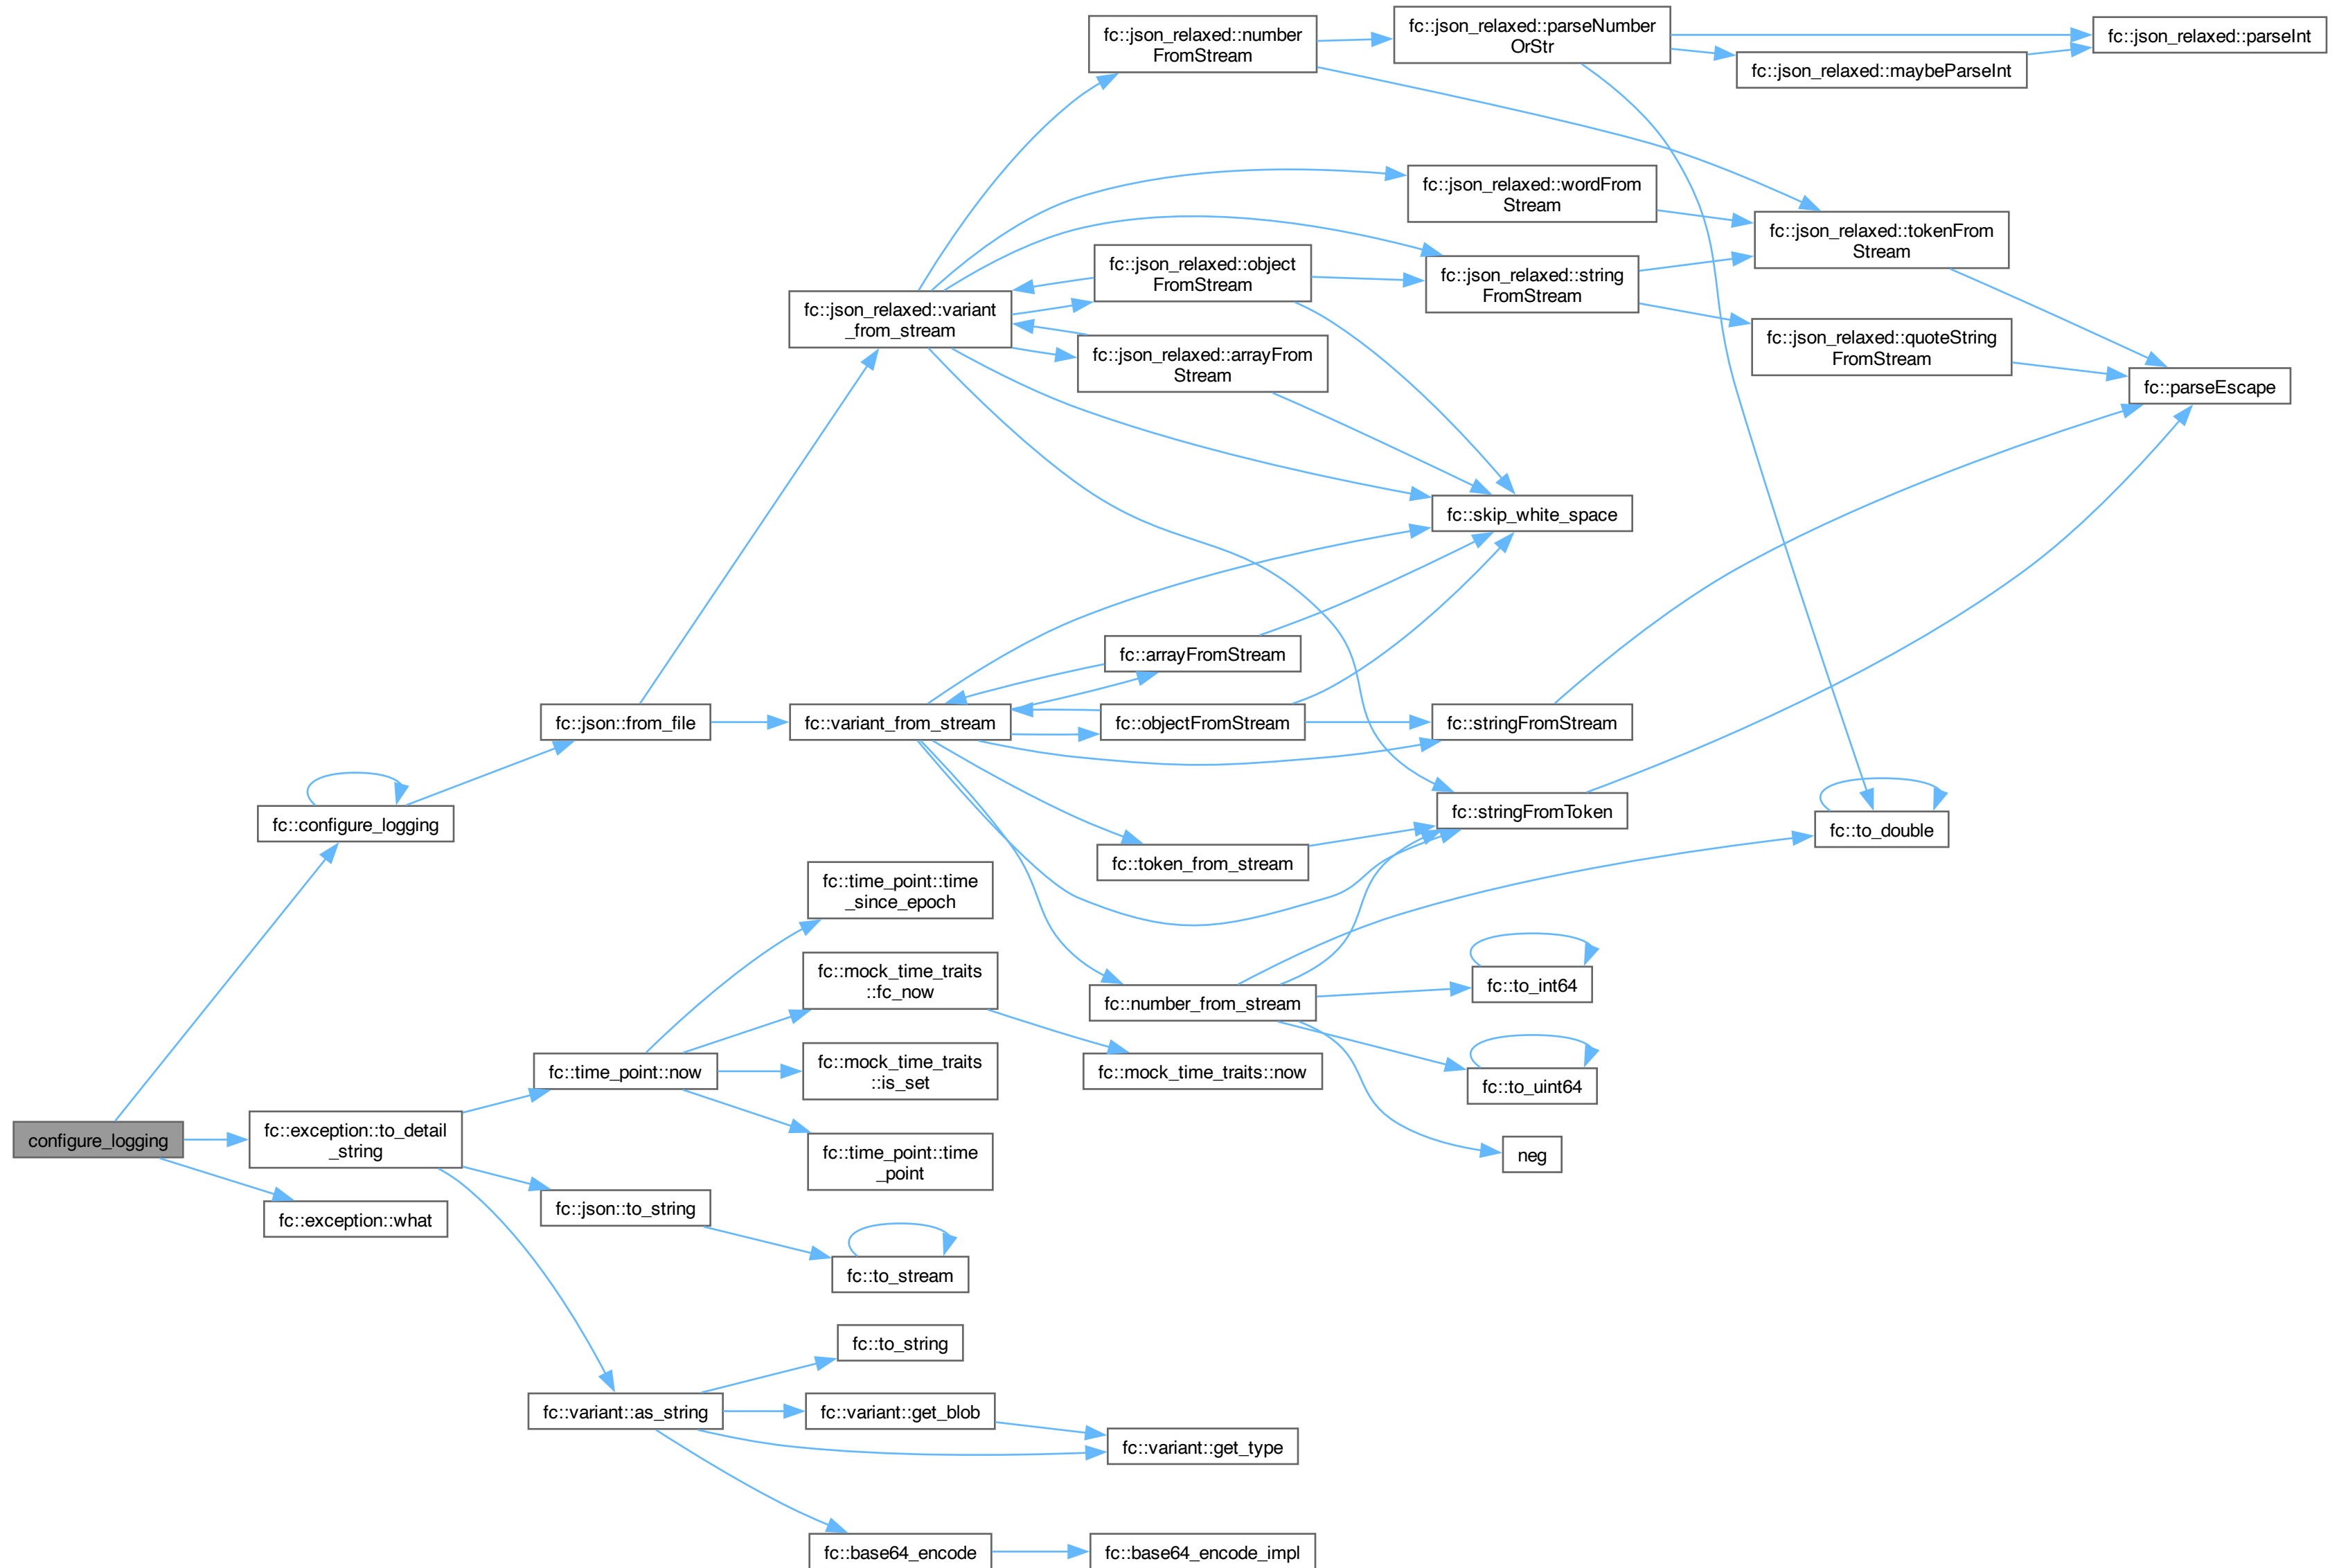 configure_logging
fc::configure_logging
fc::exception::to_detail
_string
fc::exception::what
fc::json::from_file
fc::time_point::now
fc::json::to_string
fc::variant::as_string
fc::json_relaxed::variant
_from_stream
fc::variant_from_stream
fc::time_point::time
_since_epoch
fc::mock_time_traits
::fc_now
fc::mock_time_traits
::is_set
fc::time_point::time
_point
fc::to_stream
fc::to_string
fc::variant::get_blob
fc::base64_encode
fc::json_relaxed::number
FromStream
fc::json_relaxed::object
FromStream
fc::json_relaxed::arrayFrom
Stream
fc::arrayFromStream
fc::objectFromStream
fc::token_from_stream
fc::number_from_stream
fc::mock_time_traits::now
fc::variant::get_type
fc::base64_encode_impl
fc::json_relaxed::parseNumber
OrStr
fc::json_relaxed::wordFrom
Stream
fc::json_relaxed::string
FromStream
fc::skip_white_space
fc::stringFromStream
fc::stringFromToken
fc::to_int64
fc::to_uint64
neg
fc::json_relaxed::maybeParseInt
fc::json_relaxed::tokenFrom
Stream
fc::json_relaxed::quoteString
FromStream
fc::to_double
fc::json_relaxed::parseInt
fc::parseEscape